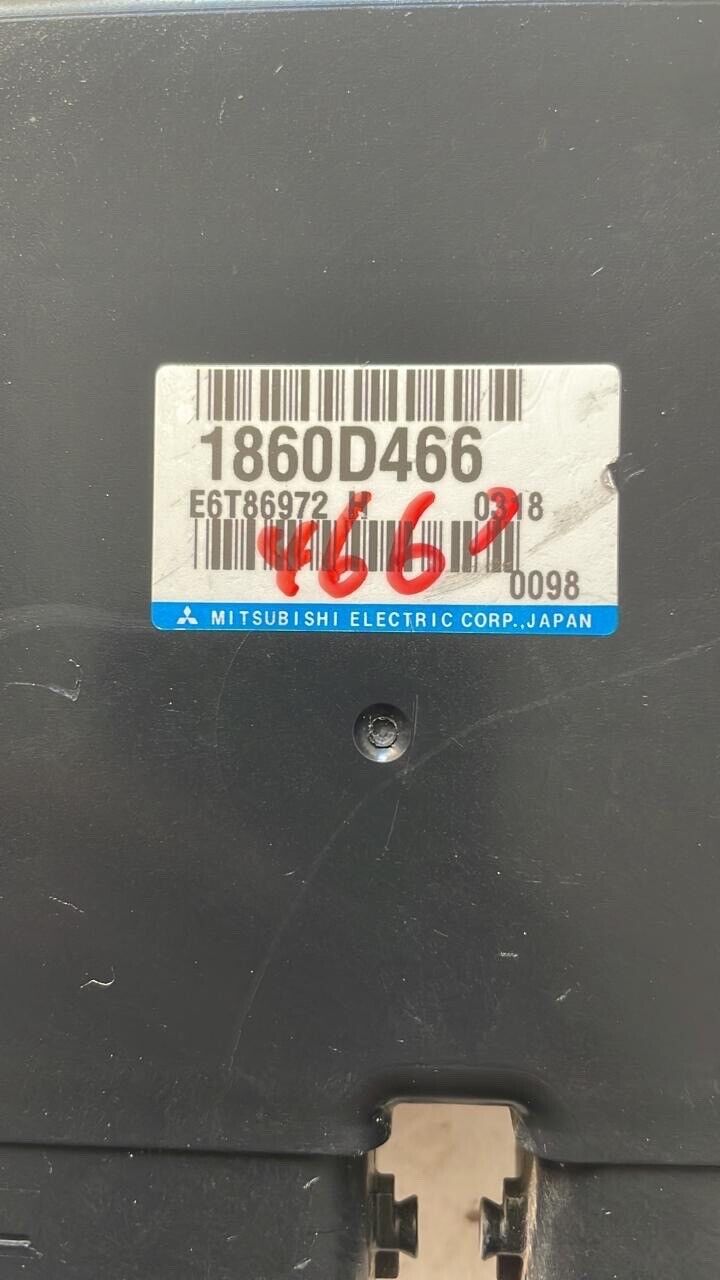 1860D466
E6T86972 H 0318
466
0098
MITSUBISHI ELECTRIC CORP.,JAPAN